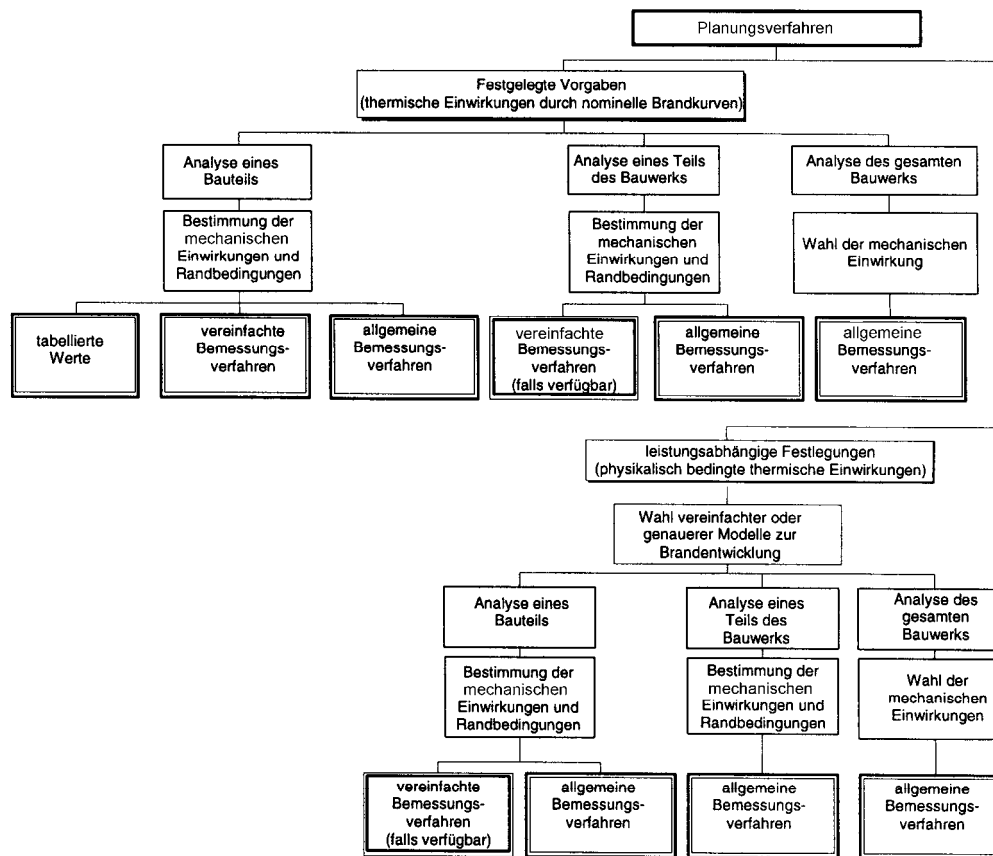 Planungsverfahren
Festgelegte Vorgaben
(thermische Einwirkungen durch nominelle Brandkurven)
Analyse eines
Bauteils
Analyse eines Teils
des Bauwerks
Analyse des gesamten
Bauwerks
Bestimmung der
mechanischen
Einwirkungen und
Randbedingungen
Bestimmung der
mechanischen
Einwirkungen und
Randbedingungen
Wahl der mechanischen
Einwirkung
tabellierte
Werte
vereinfachte
Bemessungs-
verfahren
allgemeine
Bemessungs-
verfahren
vereinfachte
Bemessungs-
verfahren
(falls verfügbar)
allgemeine
Bemessungs-
verfahren
allgemeine
Bemessungs-
verfahren
leistungsabhängige Festlegungen
(physikalisch bedingte thermische Einwirkungen)
Wahl vereinfachter oder
genauerer Modelle zur
Brandentwicklung
Analyse eines
Bauteils
Analyse eines
Teils des
Bauwerks
Analyse des
gesamten
Bauwerks
Bestimmung der
mechanischen
Einwirkungen und
Randbedingungen
Bestimmung der
mechanischen
Einwirkungen und
Randbedingungen
Wahl der
mechanischen
Einwirkungen
vereinfachte
Bemessungs-
verfahren
(falls verfügbar)
allgemeine
Bemessungs-
verfahren
allgemeine
Bemessungs-
verfahren
allgemeine
Bemessungs-
verfahren